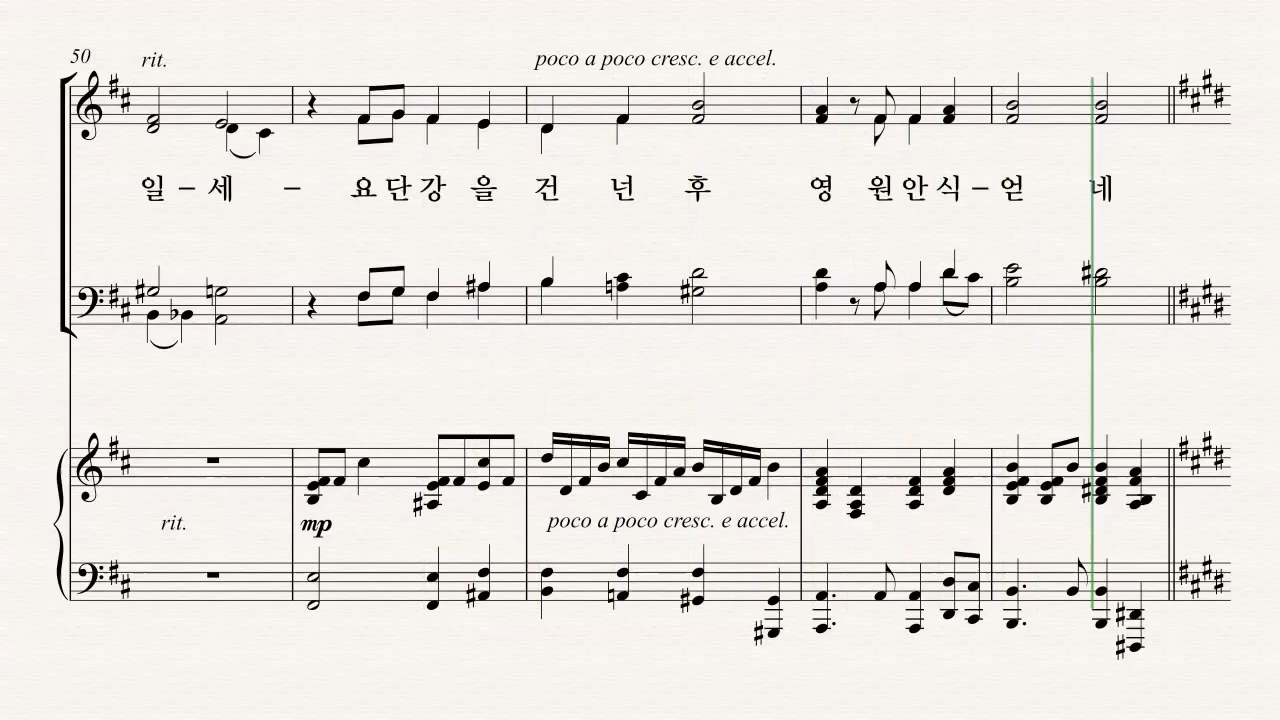 50
rit.
poco a poco cresc. e accel.
일 – 세 – 요 단 강 을 건 넌 후 영 원 안 식 – 언 네
rit.
mp
poco a poco cresc. e accel.